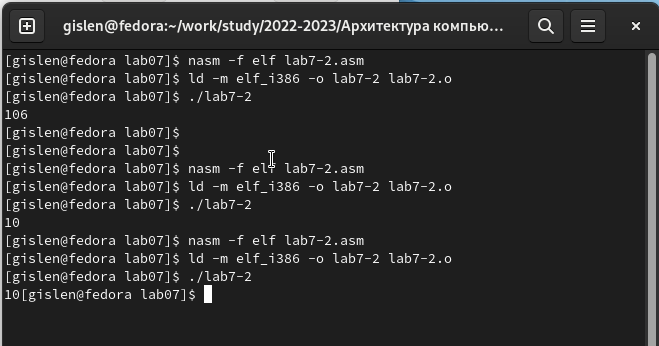 gislen@fedora:~/work/study/2022-2023/Архитектура компью...
[gislen@fedora lab07]$ nasm -f elf lab7-2.asm
[gislen@fedora lab07]$ ld -m elf_i386 -o lab7-2 lab7-2.o
[gislen@fedora lab07]$ ./lab7-2
106
[gislen@fedora lab07]$
[gislen@fedora lab07]$
[gislen@fedora lab07]$ nasm -f elf lab7-2.asm
[gislen@fedora lab07]$ ld -m elf_i386 -o lab7-2 lab7-2.o
[gislen@fedora lab07]$ ./lab7-2
10
[gislen@fedora lab07]$ nasm -f elf lab7-2.asm
[gislen@fedora lab07]$ ld -m elf_i386 -o lab7-2 lab7-2.o
[gislen@fedora lab07]$ ./lab7-2
10[gislen@fedora lab07]$